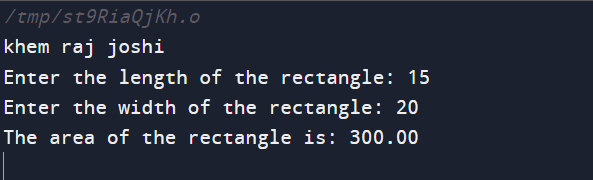 /tmp/st9RiaQjKh.o
khem raj joshi
Enter the length of the rectangle: 15
Enter the width of the rectangle: 20
The area of the rectangle is: 300.00